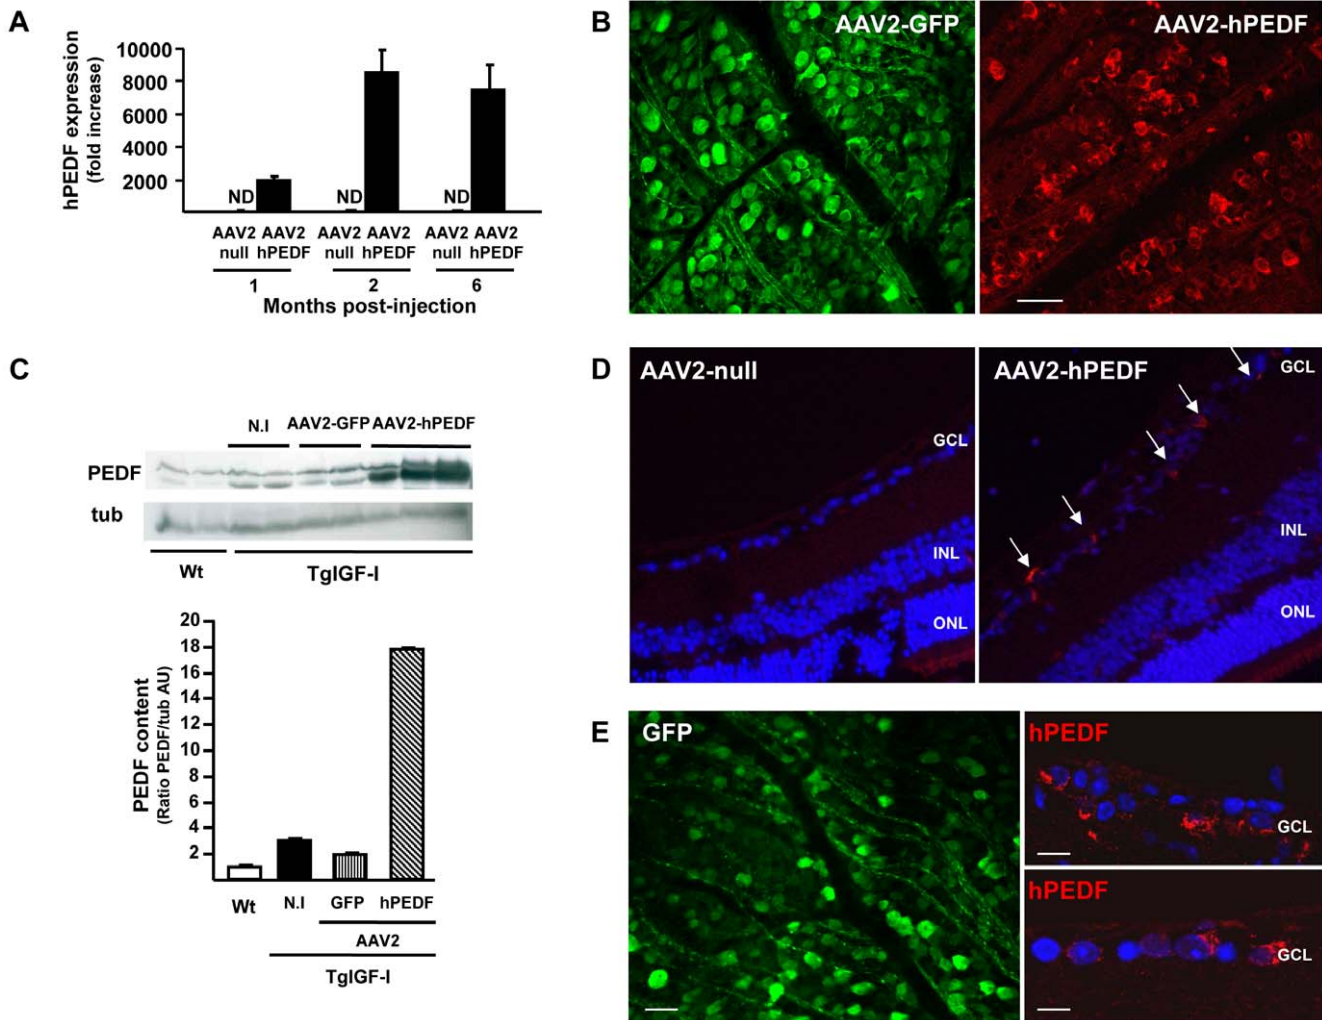 A
hPEDF expression
(fold increase)
10000
8000
6000
4000
2000
ND
ND
ND
AAV2 AAV2 AAV2 AAV2 AAV2 AAV2
null hPEDF null hPEDF null hPEDF
1 2 6
Months post-injection
B
AAV2-GFP
AAV2-hPEDF
C
N.I AAV2-GFP AAV2-hPEDF
PEDF
tub
Wt TgIGF-I
PEDF content
(Ratio PEDF/tub AU)
20
18
16
14
12
10
8
6
4
2
Wt N.I GFP hPEDF
AAV2
TgIGF-I
D
AAV2-null
GCL
INL
ONL
AAV2-hPEDF
GCL
INL
ONL
E
GFP
hPEDF
GCL
hPEDF
GCL